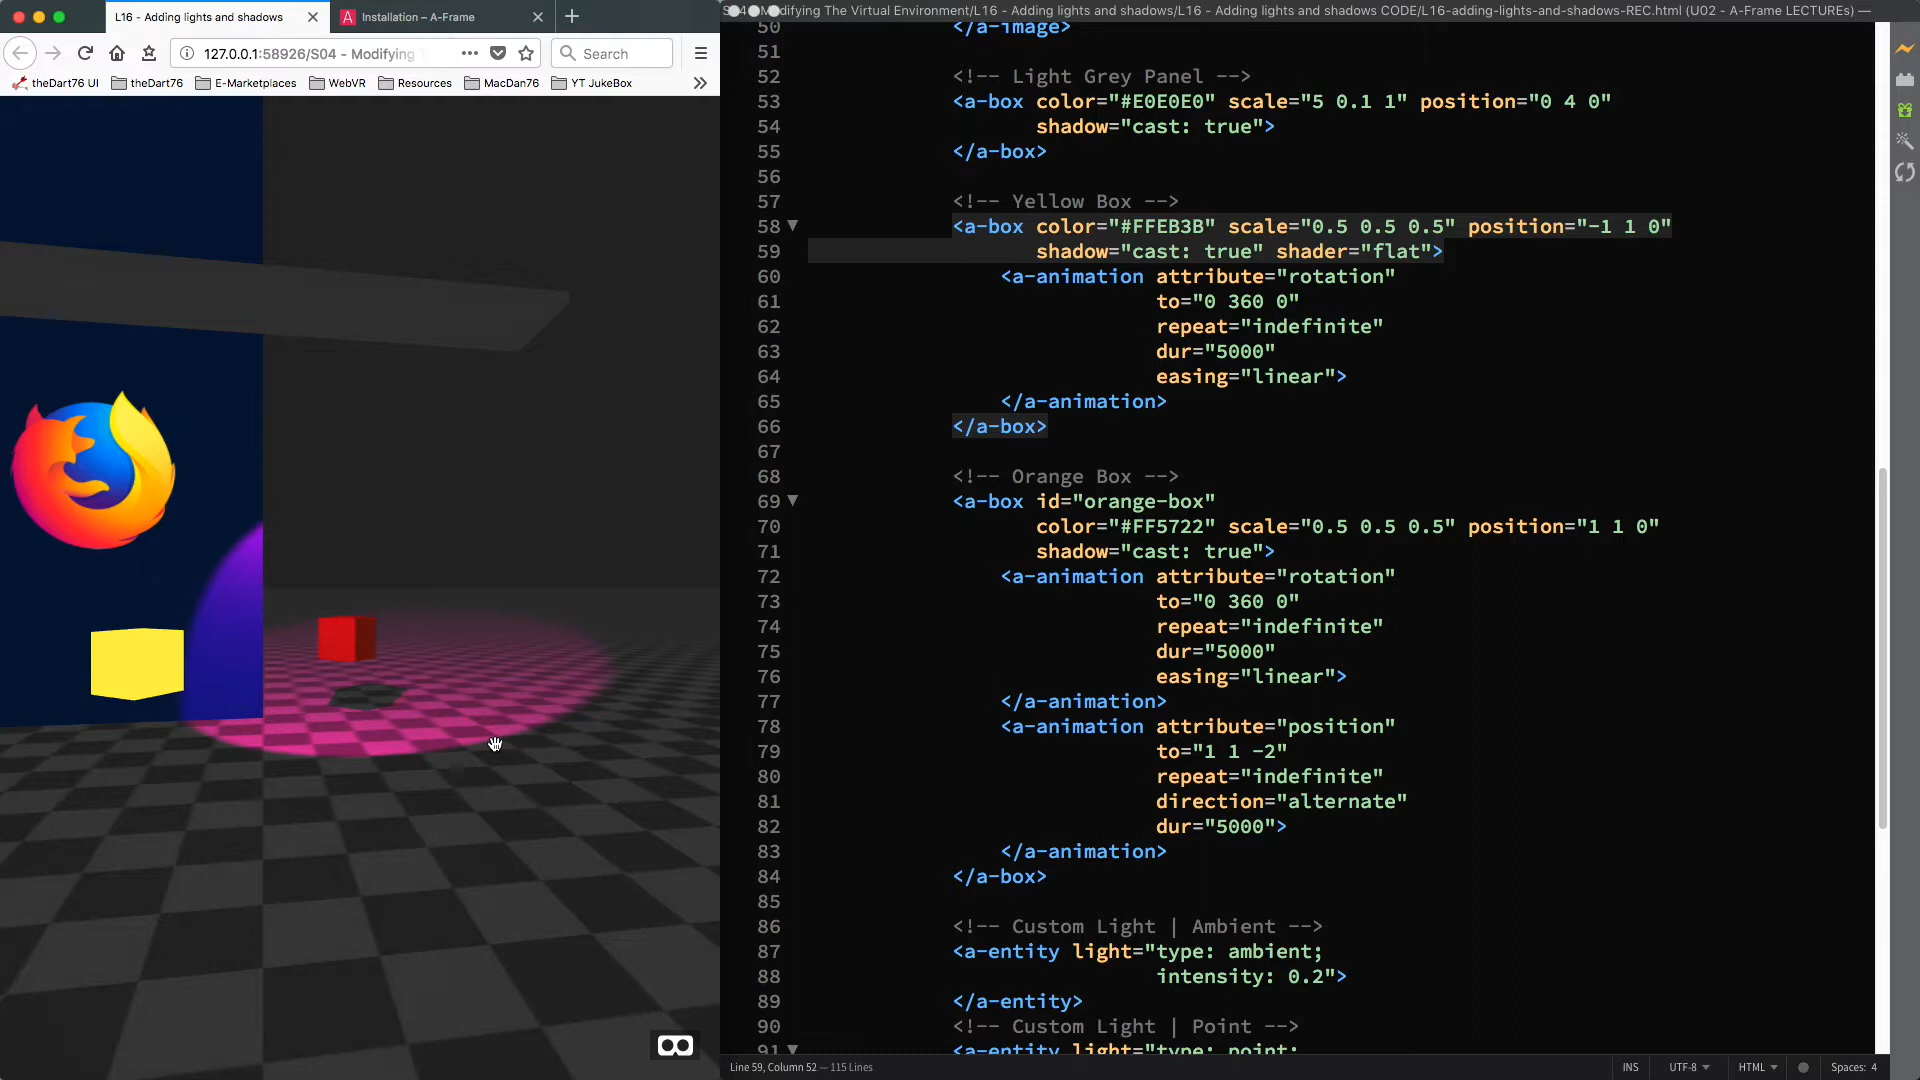 L16 - Adding lights and shadows
Installation – A-Frame
Modifying The Virtual Environment/L16 - Adding lights and shadows/L16 - Adding lights and shadows CODE/L16-adding-lights-and-shadows-REC.html (U02 - A-Frame LECTUREs) —
127.0.0.1:58926/S04 - Modifying
Search
theDart76 UI
theDart76
E-Marketplaces
WebVR
Resources
MacDan76
YT JukeBox
50 </a-image>
51
52 <!-- Light Grey Panel -->
53 <a-box color="#E0E0E0" scale="5 0.1 1" position="0 4 0"
54 shadow="cast: true">
55 </a-box>
56
57 <!-- Yellow Box -->
58 <a-box color="#FFEB3B" scale="0.5 0.5 0.5" position="-1 1 0"
59 shadow="cast: true" shader="flat">
60 <a-animation attribute="rotation"
61 to="0 360 0"
62 repeat="indefinite"
63 dur="5000"
64 easing="linear">
65 </a-animation>
66 </a-box>
67
68 <!-- Orange Box -->
69 <a-box id="orange-box"
70 color="#FF5722" scale="0.5 0.5 0.5" position="1 1 0"
71 shadow="cast: true">
72 <a-animation attribute="rotation"
73 to="0 360 0"
74 repeat="indefinite"
75 dur="5000"
76 easing="linear">
77 </a-animation>
78 <a-animation attribute="position"
79 to="1 1 -2"
80 repeat="indefinite"
81 direction="alternate"
82 dur="5000">
83 </a-animation>
84 </a-box>
85
86 <!-- Custom Light | Ambient -->
87 <a-entity light="type: ambient;
88 intensity: 0.2">
89 </a-entity>
90 <!-- Custom Light | Point -->
91 <a-entity light="type: point;
Line 59, Column 52 — 115 Lines
INS
UTF-8
HTML
Spaces: 4